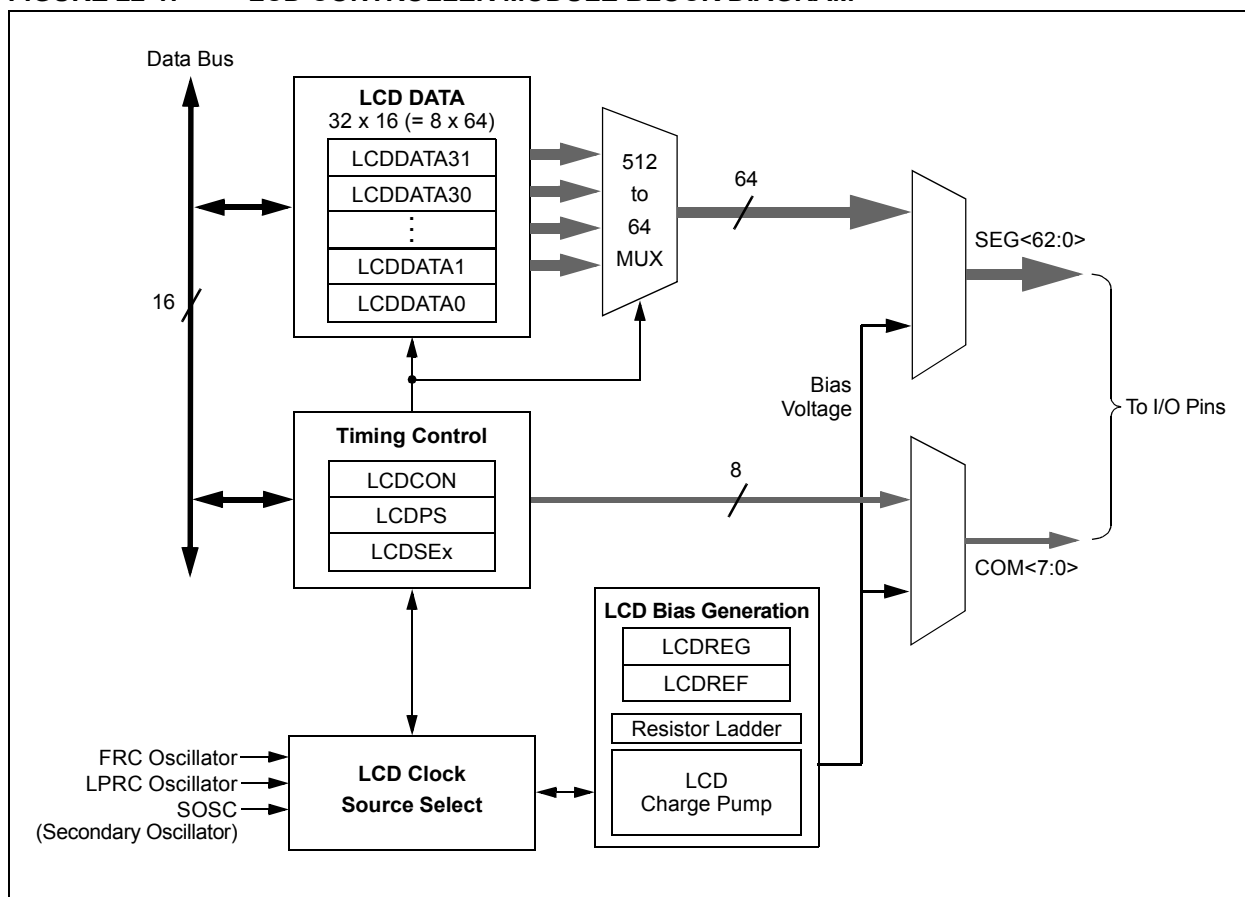 Data Bus
16
LCD DATA
32 x 16 (= 8 x 64)
LCDDATA31
LCDDATA30
LCDDATA1
LCDDATA0
512
to
64
MUX
64
SEG<62:0>
Bias
Voltage
To I/O Pins
Timing Control
LCDCON
LCDPS
LCDSEx
8
COM<7:0>
LCD Bias Generation
LCDREG
LCDREF
Resistor Ladder
LCD
Charge Pump
FRC Oscillator
LPRC Oscillator
SOSC
(Secondary Oscillator)
LCD Clock
Source Select